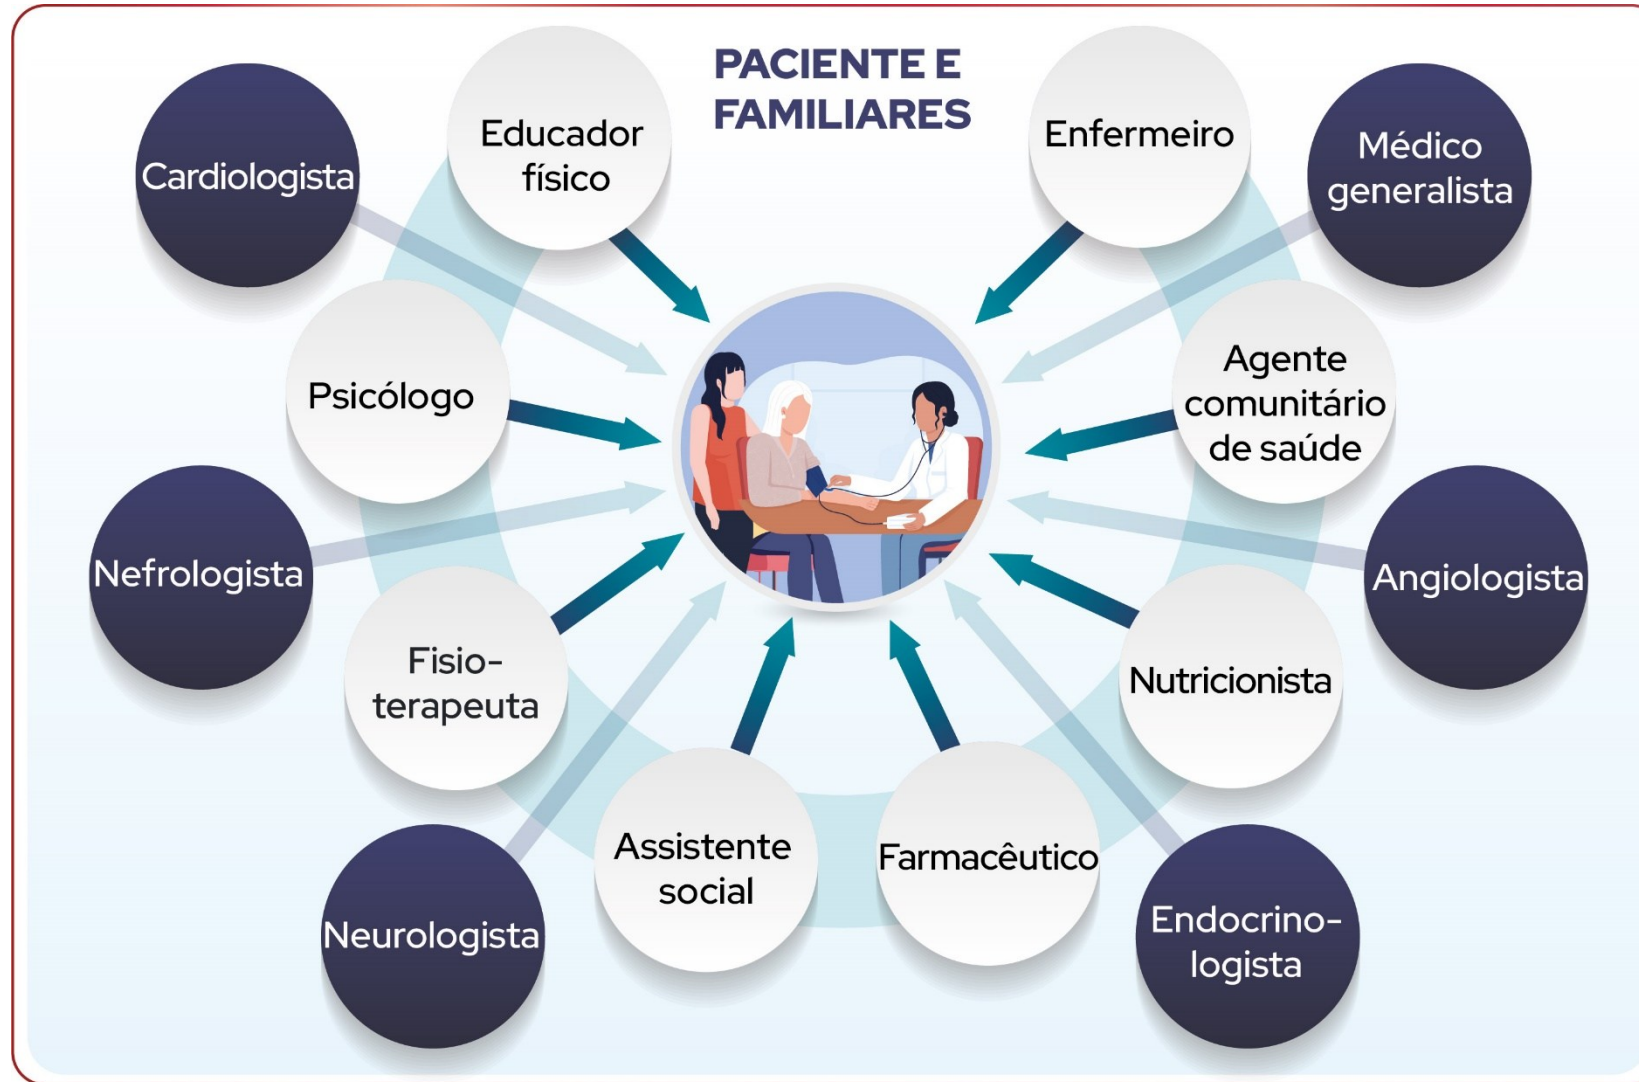 PACIENTE E
FAMILIARES
Educador
físico
Enfermeiro
Cardiologista
Médico
generalista
Psicólogo
Agente
comunitário
de saúde
Nefrologista
Angiologista
Fisio-
terapeuta
Nutricionista
Assistente
social
Farmacêutico
Neurologista
Endocrino-
logista